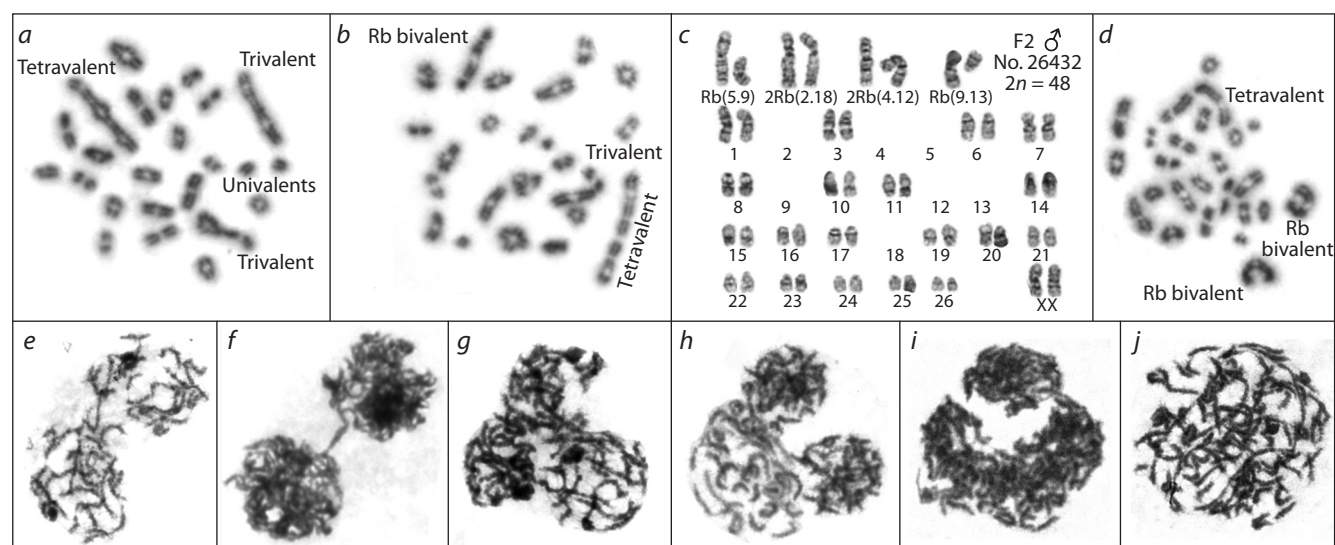 a
Tetravalent
Trivalent
Univalents
Trivalent
b
Rb bivalent
Trivalent
Tetravalent
c
F2 ♂
No. 26432
2n = 48
Rb(5.9) 2Rb(2.18) 2Rb(4.12) Rb(9.13)
1 2 3 4 5 6 7
8 9 10 11 12 13 14
15 16 17 18 19 20 21
22 23 24 25 26 XX
d
Tetravalent
Rb
bivalent
Rb bivalent
e
f
g
h
i
j